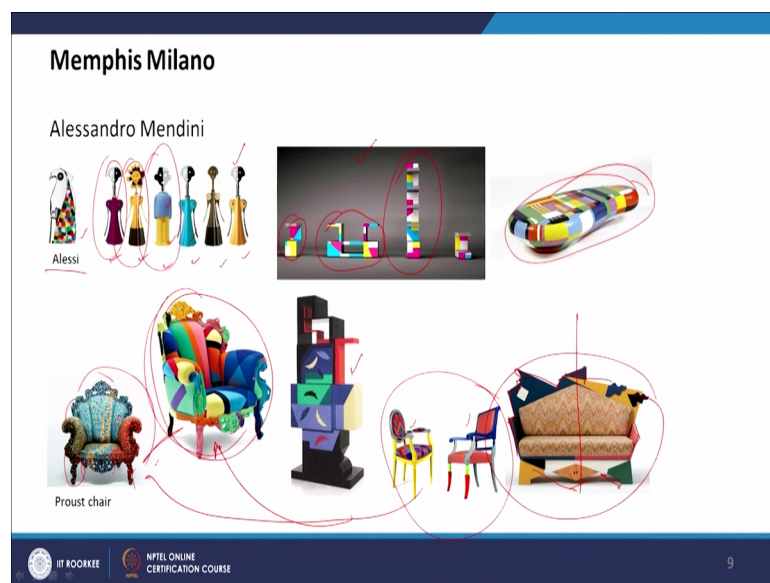 Memphis Milano
Alessandro Mendini
Alessi
Proust chair
IIT ROORKEE
NPTEL ONLINE
CERTIFICATION COURSE
9